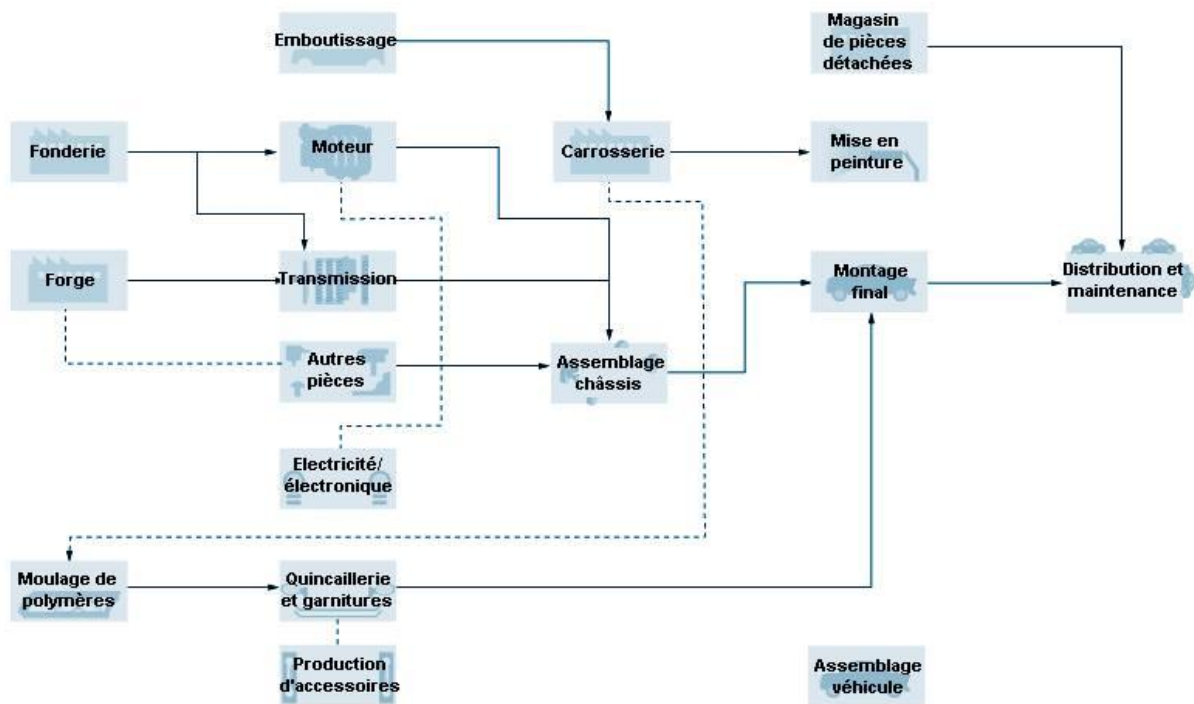 Emboutissage
Magasin
de pièces
détachées
Fonderie
Moteur
Carrosserie
Mise en
peinture
Forge
Transmission
Montage
final
Distribution et
maintenance
Autres
pièces
Assemblage
châssis
Electricité/
électronique
Moulage de
polymères
Quincaillerie
et garnitures
Production
d'accessoires
Assemblage
véhicule